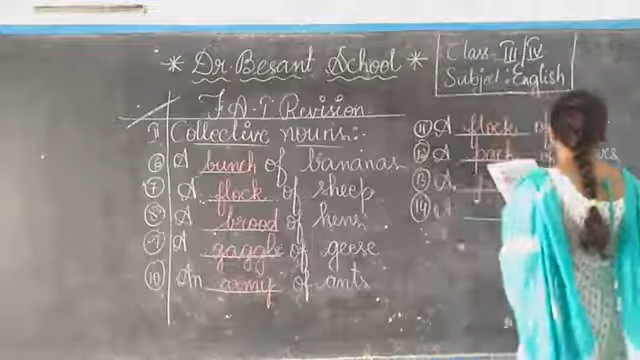 * Dr. Besant School *
Class- III/IV
Subject: English
F.A-1 Revision
II Collective nouns:-
6 A bunch of bananas
7 A flock of sheep
8 A brood of hens
9 A gaggle of geese
10 An army of ants
11 A flock
12 A pack
13 A
14 A